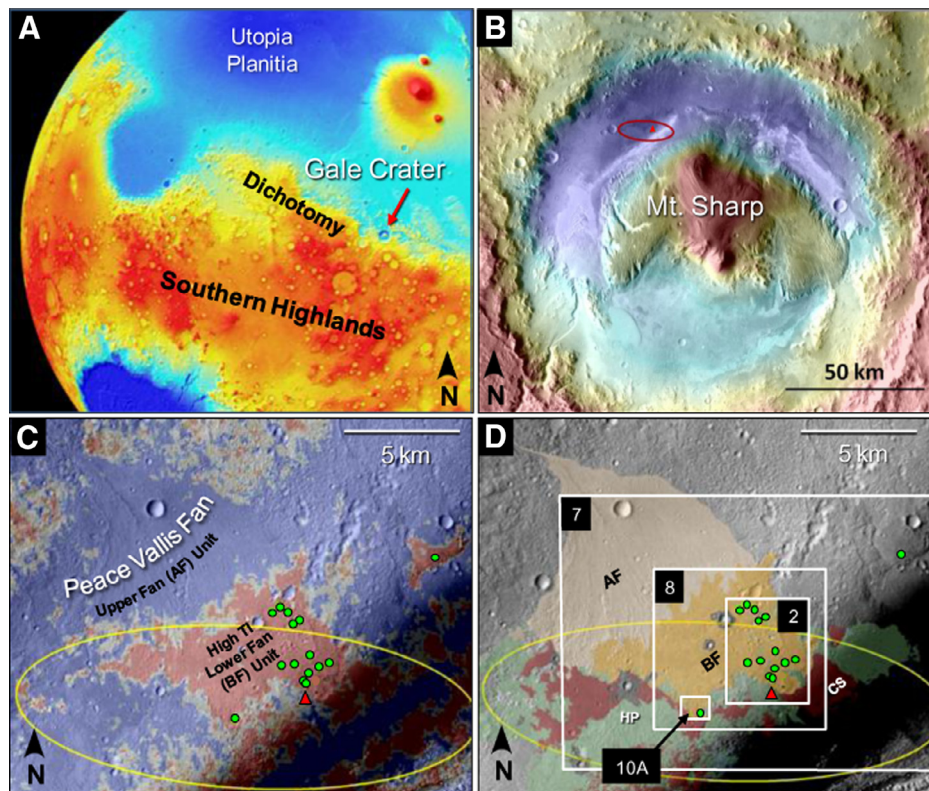 A
Utopia
Planitia
Gale Crater
Dichotomy
Southern Highlands
N
B
Mt. Sharp
50 km
N
C
5 km
Peace Vallis Fan
Upper Fan (AF) Unit
High TI
Lower Fan
(BF) Unit
N
D
5 km
7
AF
8
2
BF
CS
HP
10A
N